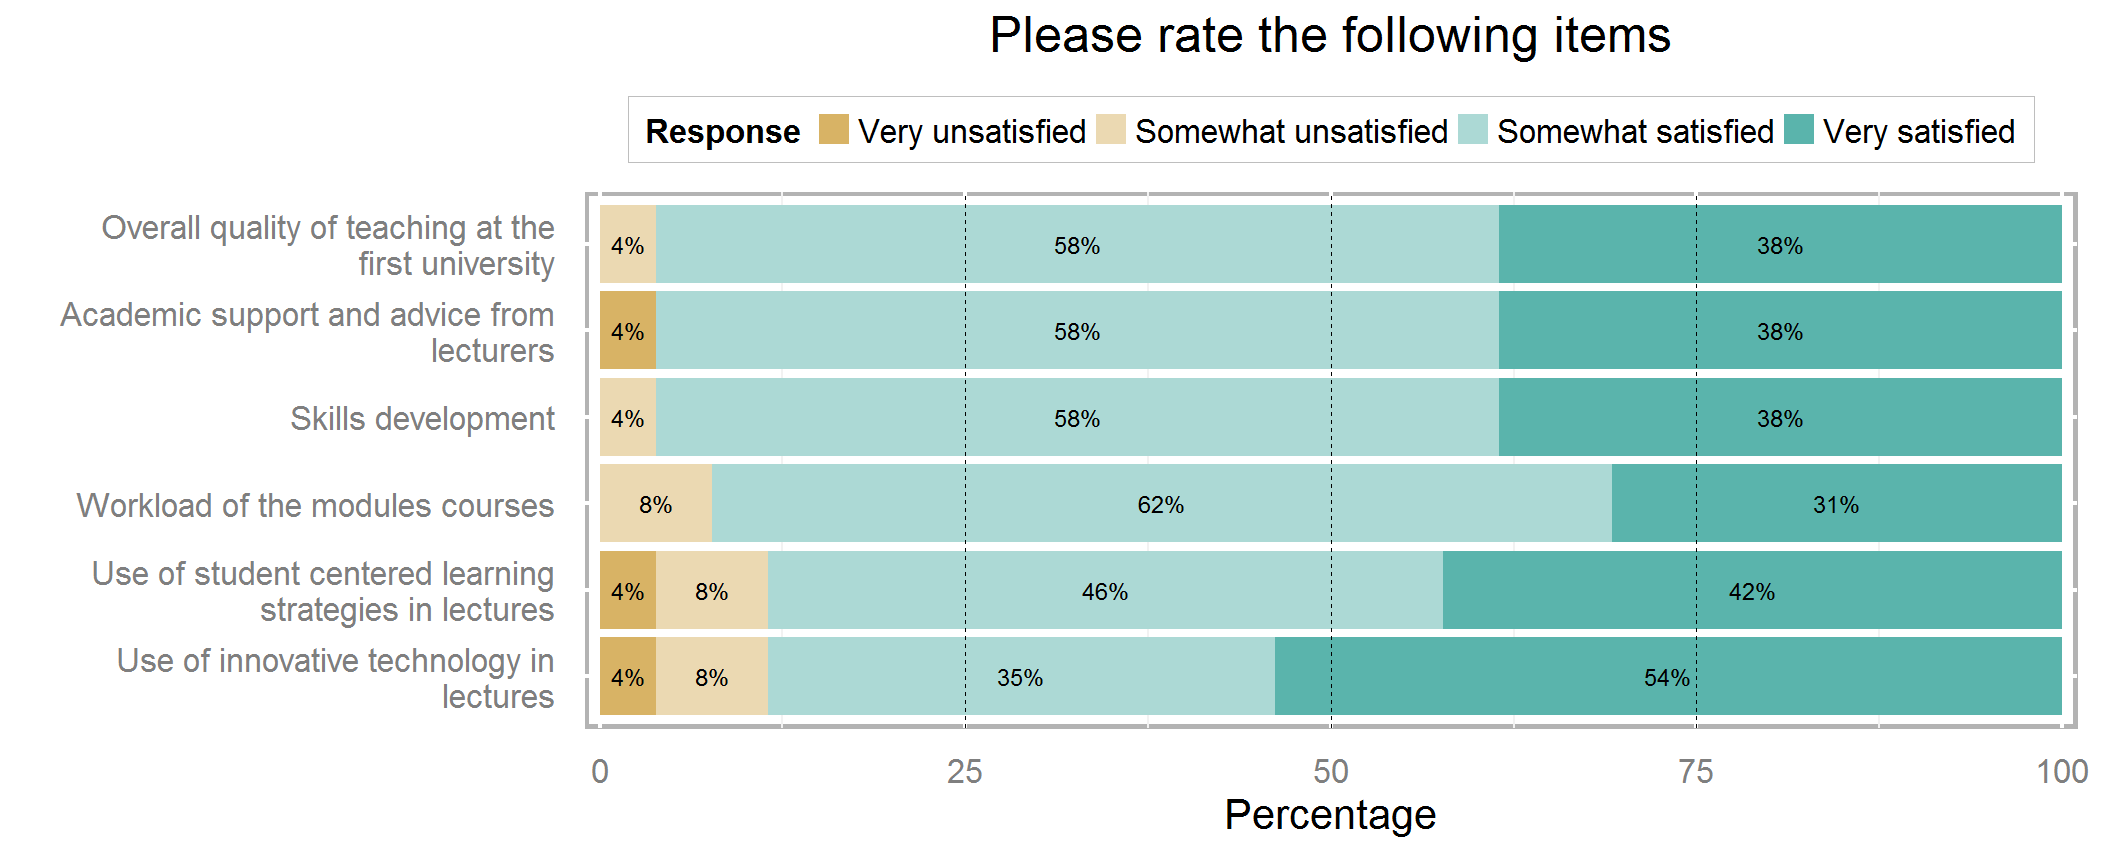 Please rate the following items
Response Very unsatisfied Somewhat unsatisfied Somewhat satisfied Very satisfied
Overall quality of teaching at the
first university
4% 58% 38%
Academic support and advice from
lecturers
4% 58% 38%
Skills development
4% 58% 38%
Workload of the modules courses
8% 62% 31%
Use of student centered learning
strategies in lectures
4% 8% 46% 42%
Use of innovative technology in
lectures
4% 8% 35% 54%
0 25 50 75 100
Percentage